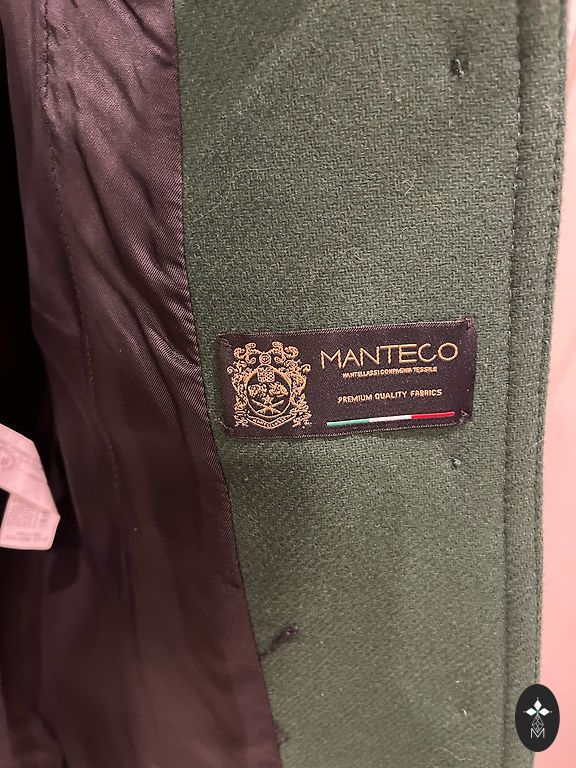 MANTECO
MANTELLASSI COMPAGNIA TESSILE
PREMIUM QUALITY FABRICS